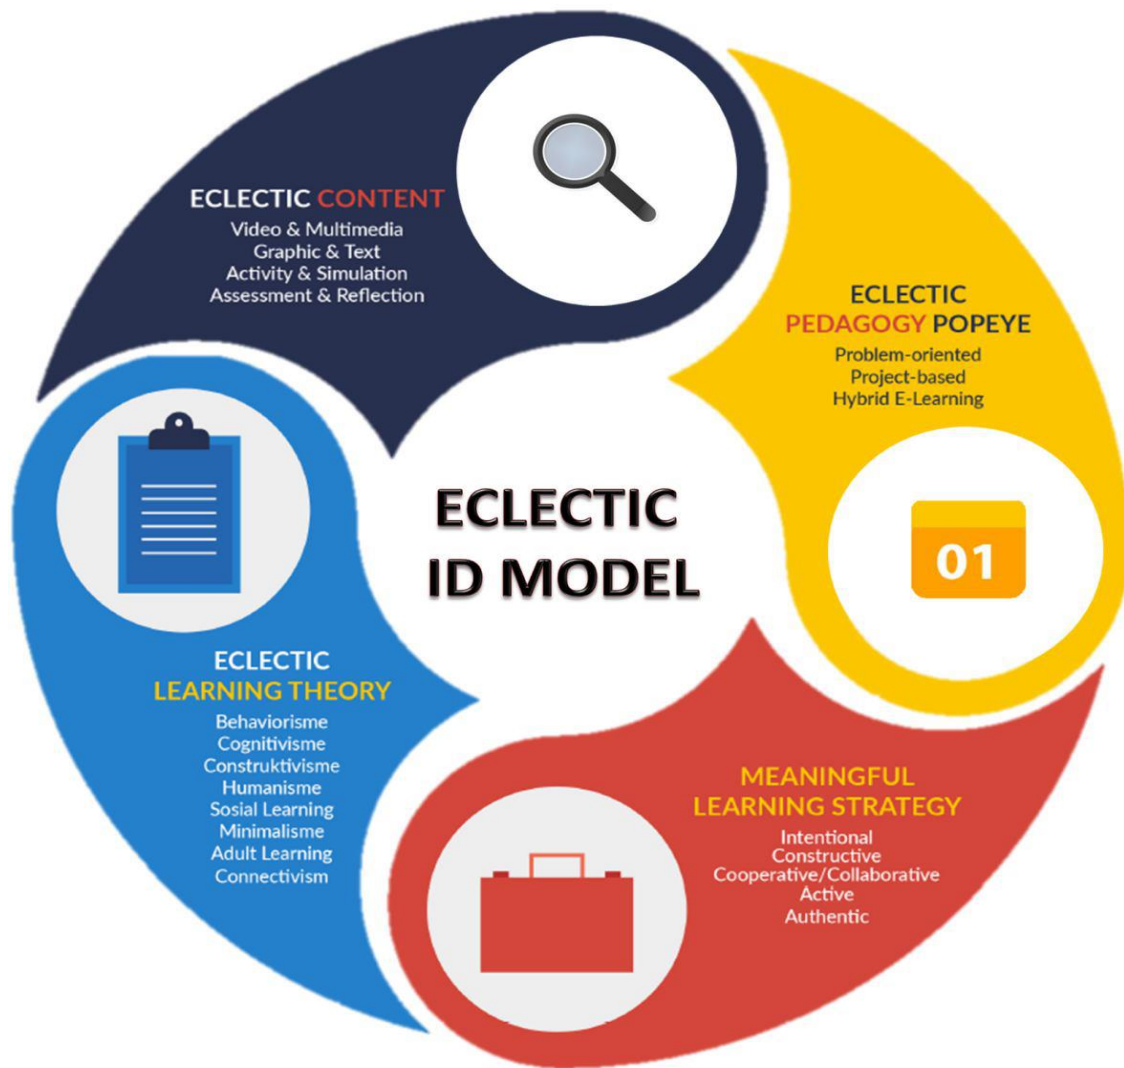 ECLECTIC CONTENT
Video & Multimedia
Graphic & Text
Activity & Simulation
Assessment & Reflection
ECLECTIC
PEDAGOGY POPEYE
Problem-oriented
Project-based
Hybrid E-Learning
01
ECLECTIC
ID MODEL
ECLECTIC
LEARNING THEORY
Behaviorisme
Cognitivisme
Construktivisme
Humanisme
Sosial Learning
Minimalisme
Adult Learning
Connectivism
MEANINGFUL
LEARNING STRATEGY
Intentional
Constructive
Cooperative/Collaborative
Active
Authentic